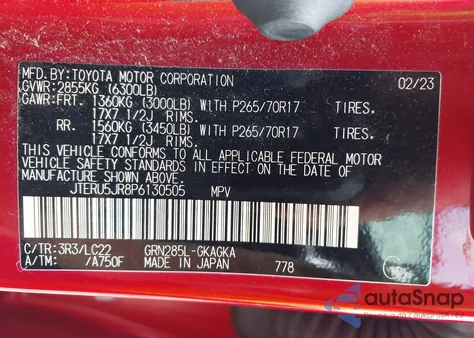 MFD.BY:TOYOTA MOTOR CORPORATION 02/23
GVWR:2855KG (6300LB)
GAWR:FRT. 1360KG (3000LB) WITH P265/70R17 TIRES.
17X7 1/2J RIMS.
RR. 1560KG (3450LB) WITH P265/70R17 TIRES.
17X7 1/2J RIMS.
THIS VEHICLE CONFORMS TO ALL APPLICABLE FEDERAL MOTOR
VEHICLE SAFETY STANDARDS IN EFFECT ON THE DATE OF
MANUFACTURE SHOWN ABOVE.
JTERU5JR8P6130505 MPV
C/TR:3R3/LC22 GRN285L-GKAGKA
A/TM: /A750F MADE IN JAPAN 778
C
autaSnap